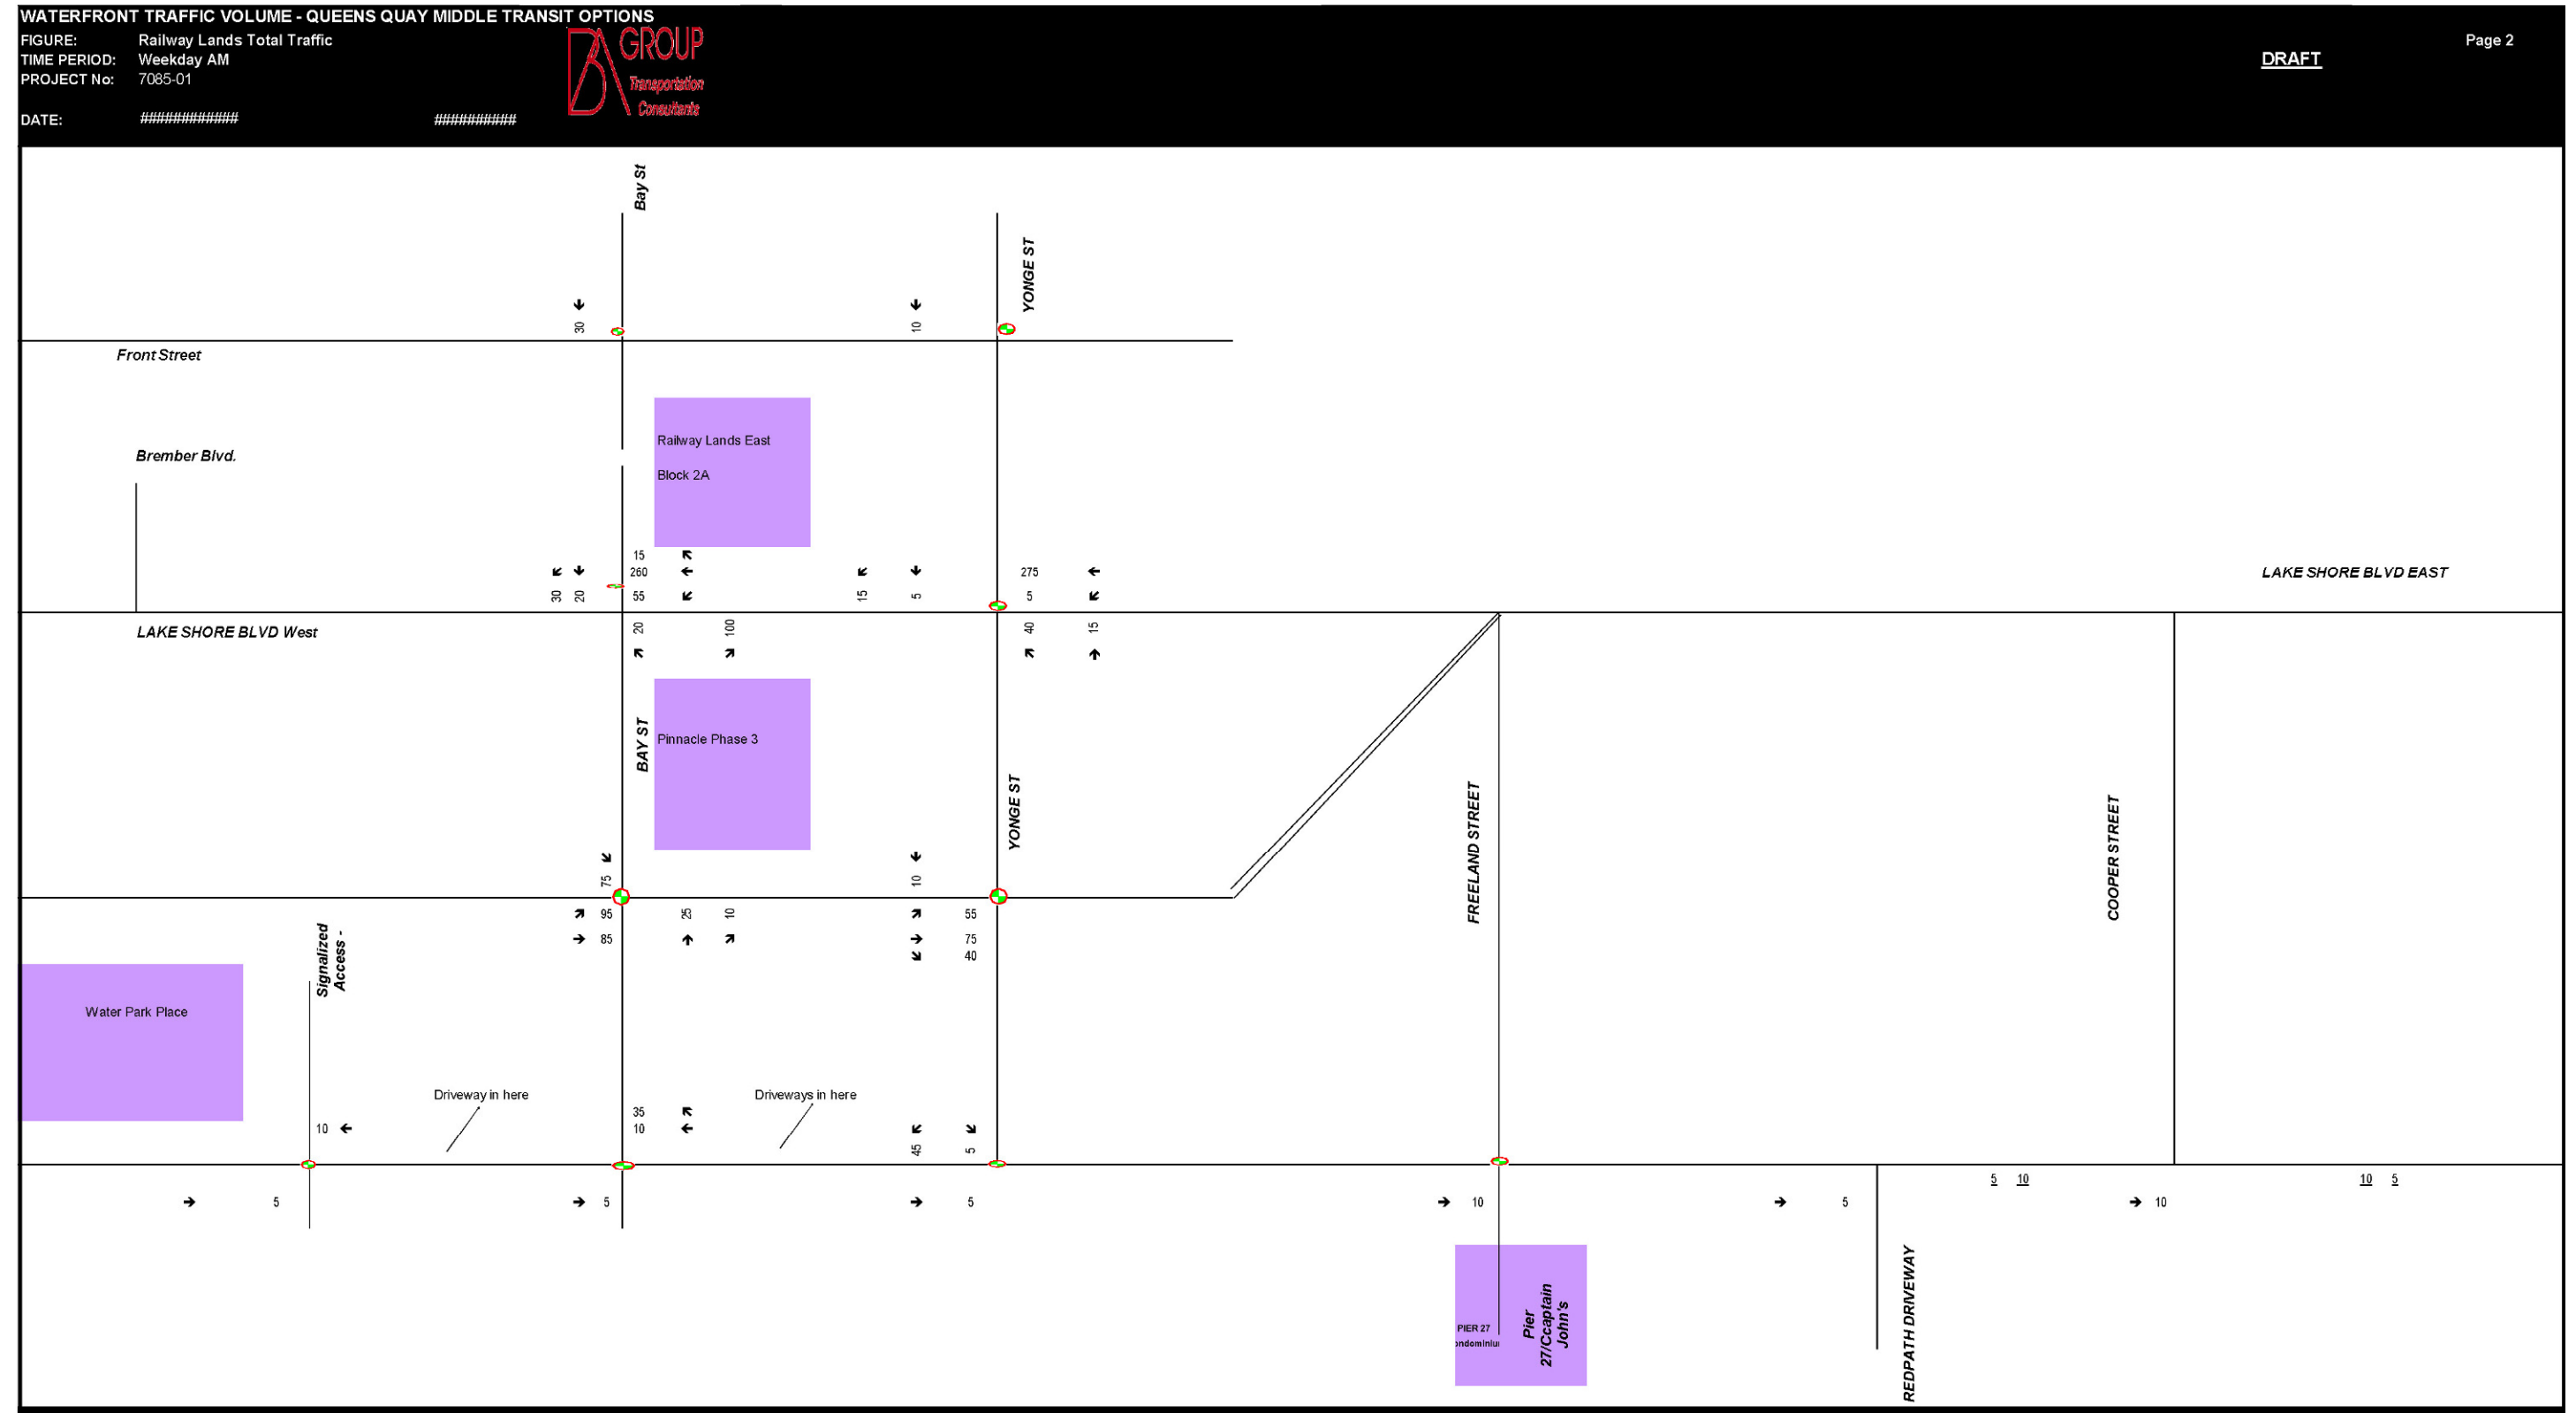 WATERFRONT TRAFFIC VOLUME - QUEENS QUAY MIDDLE TRANSIT OPTIONS
FIGURE: Railway Lands Total Traffic
TIME PERIOD: Weekday AM
PROJECT No: 7085-01
DATE: ############ ##########
BA GROUP
Transportation
Consultants
DRAFT
Page 2
Bay St
YONGE ST
30
10
Front Street
Brember Blvd.
Railway Lands East
Block 2A
15
260
55
30
20
15
5
275
5
LAKE SHORE BLVD EAST
LAKE SHORE BLVD West
20
100
40
15
BAY ST
Pinnacle Phase 3
YONGE ST
FREELAND STREET
COOPER STREET
75
10
95
25
10
55
85
75
40
Signalized
Access -
Water Park Place
Driveway in here
Driveways in here
35
10
10
45
5
5
5
5
10
5
5 10
10
10 5
PIER 27
ondominiu
Pier
27/Ccaptain
John's
REDPATH DRIVEWAY